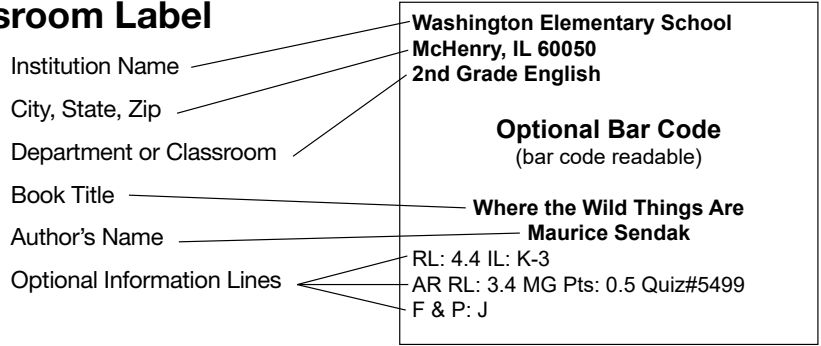 Label
Institution Name
City, State, Zip
Department or Classroom
Book Title
Author's Name
Optional Information Lines
Washington Elementary School
McHenry, IL 60050
2nd Grade English
Optional Bar Code
(bar code readable)
Where the Wild Things Are
Maurice Sendak
RL: 4.4 IL: K-3
AR RL: 3.4 MG Pts: 0.5 Quiz#5499
F & P: J